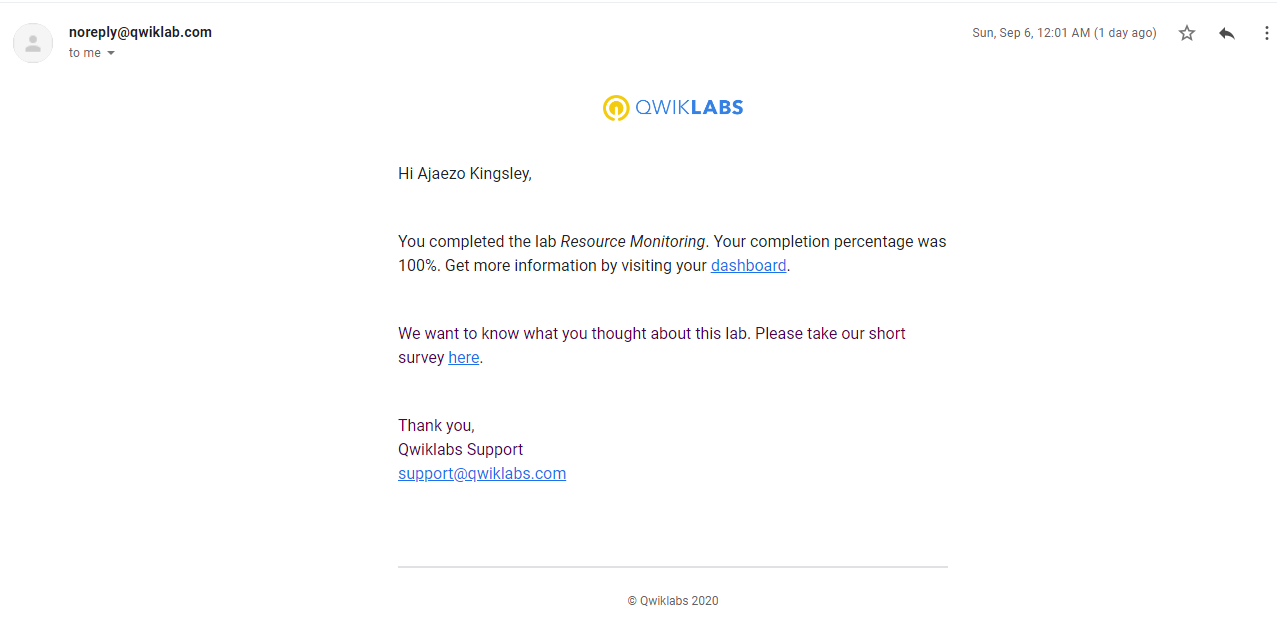 noreply@qwiklab.com
Sun, Sep 6, 12:01 AM (1 day ago)
to me
QWIKLABS
Hi Ajaezo Kingsley,
You completed the lab Resource Monitoring. Your completion percentage was
100%. Get more information by visiting your dashboard.
We want to know what you thought about this lab. Please take our short
survey here.
Thank you,
Qwiklabs Support
support@qwiklabs.com
© Qwiklabs 2020